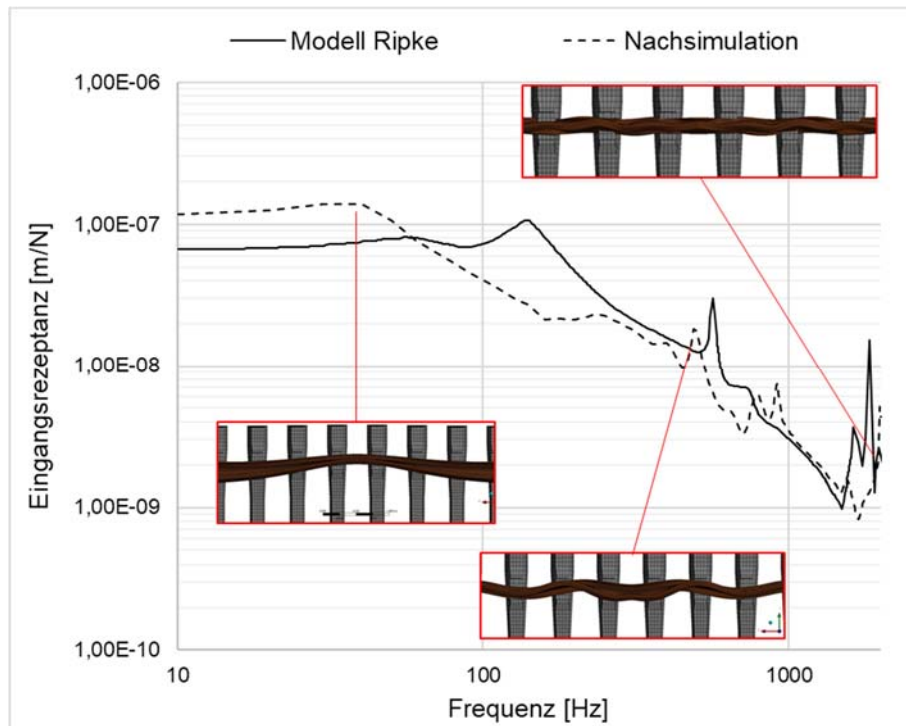 Modell Ripke
Nachsimulation
1,00E-06
1,00E-07
1,00E-08
1,00E-09
1,00E-10
Eingangsrezeptanz [m/N]
10
100
1000
Frequenz [Hz]